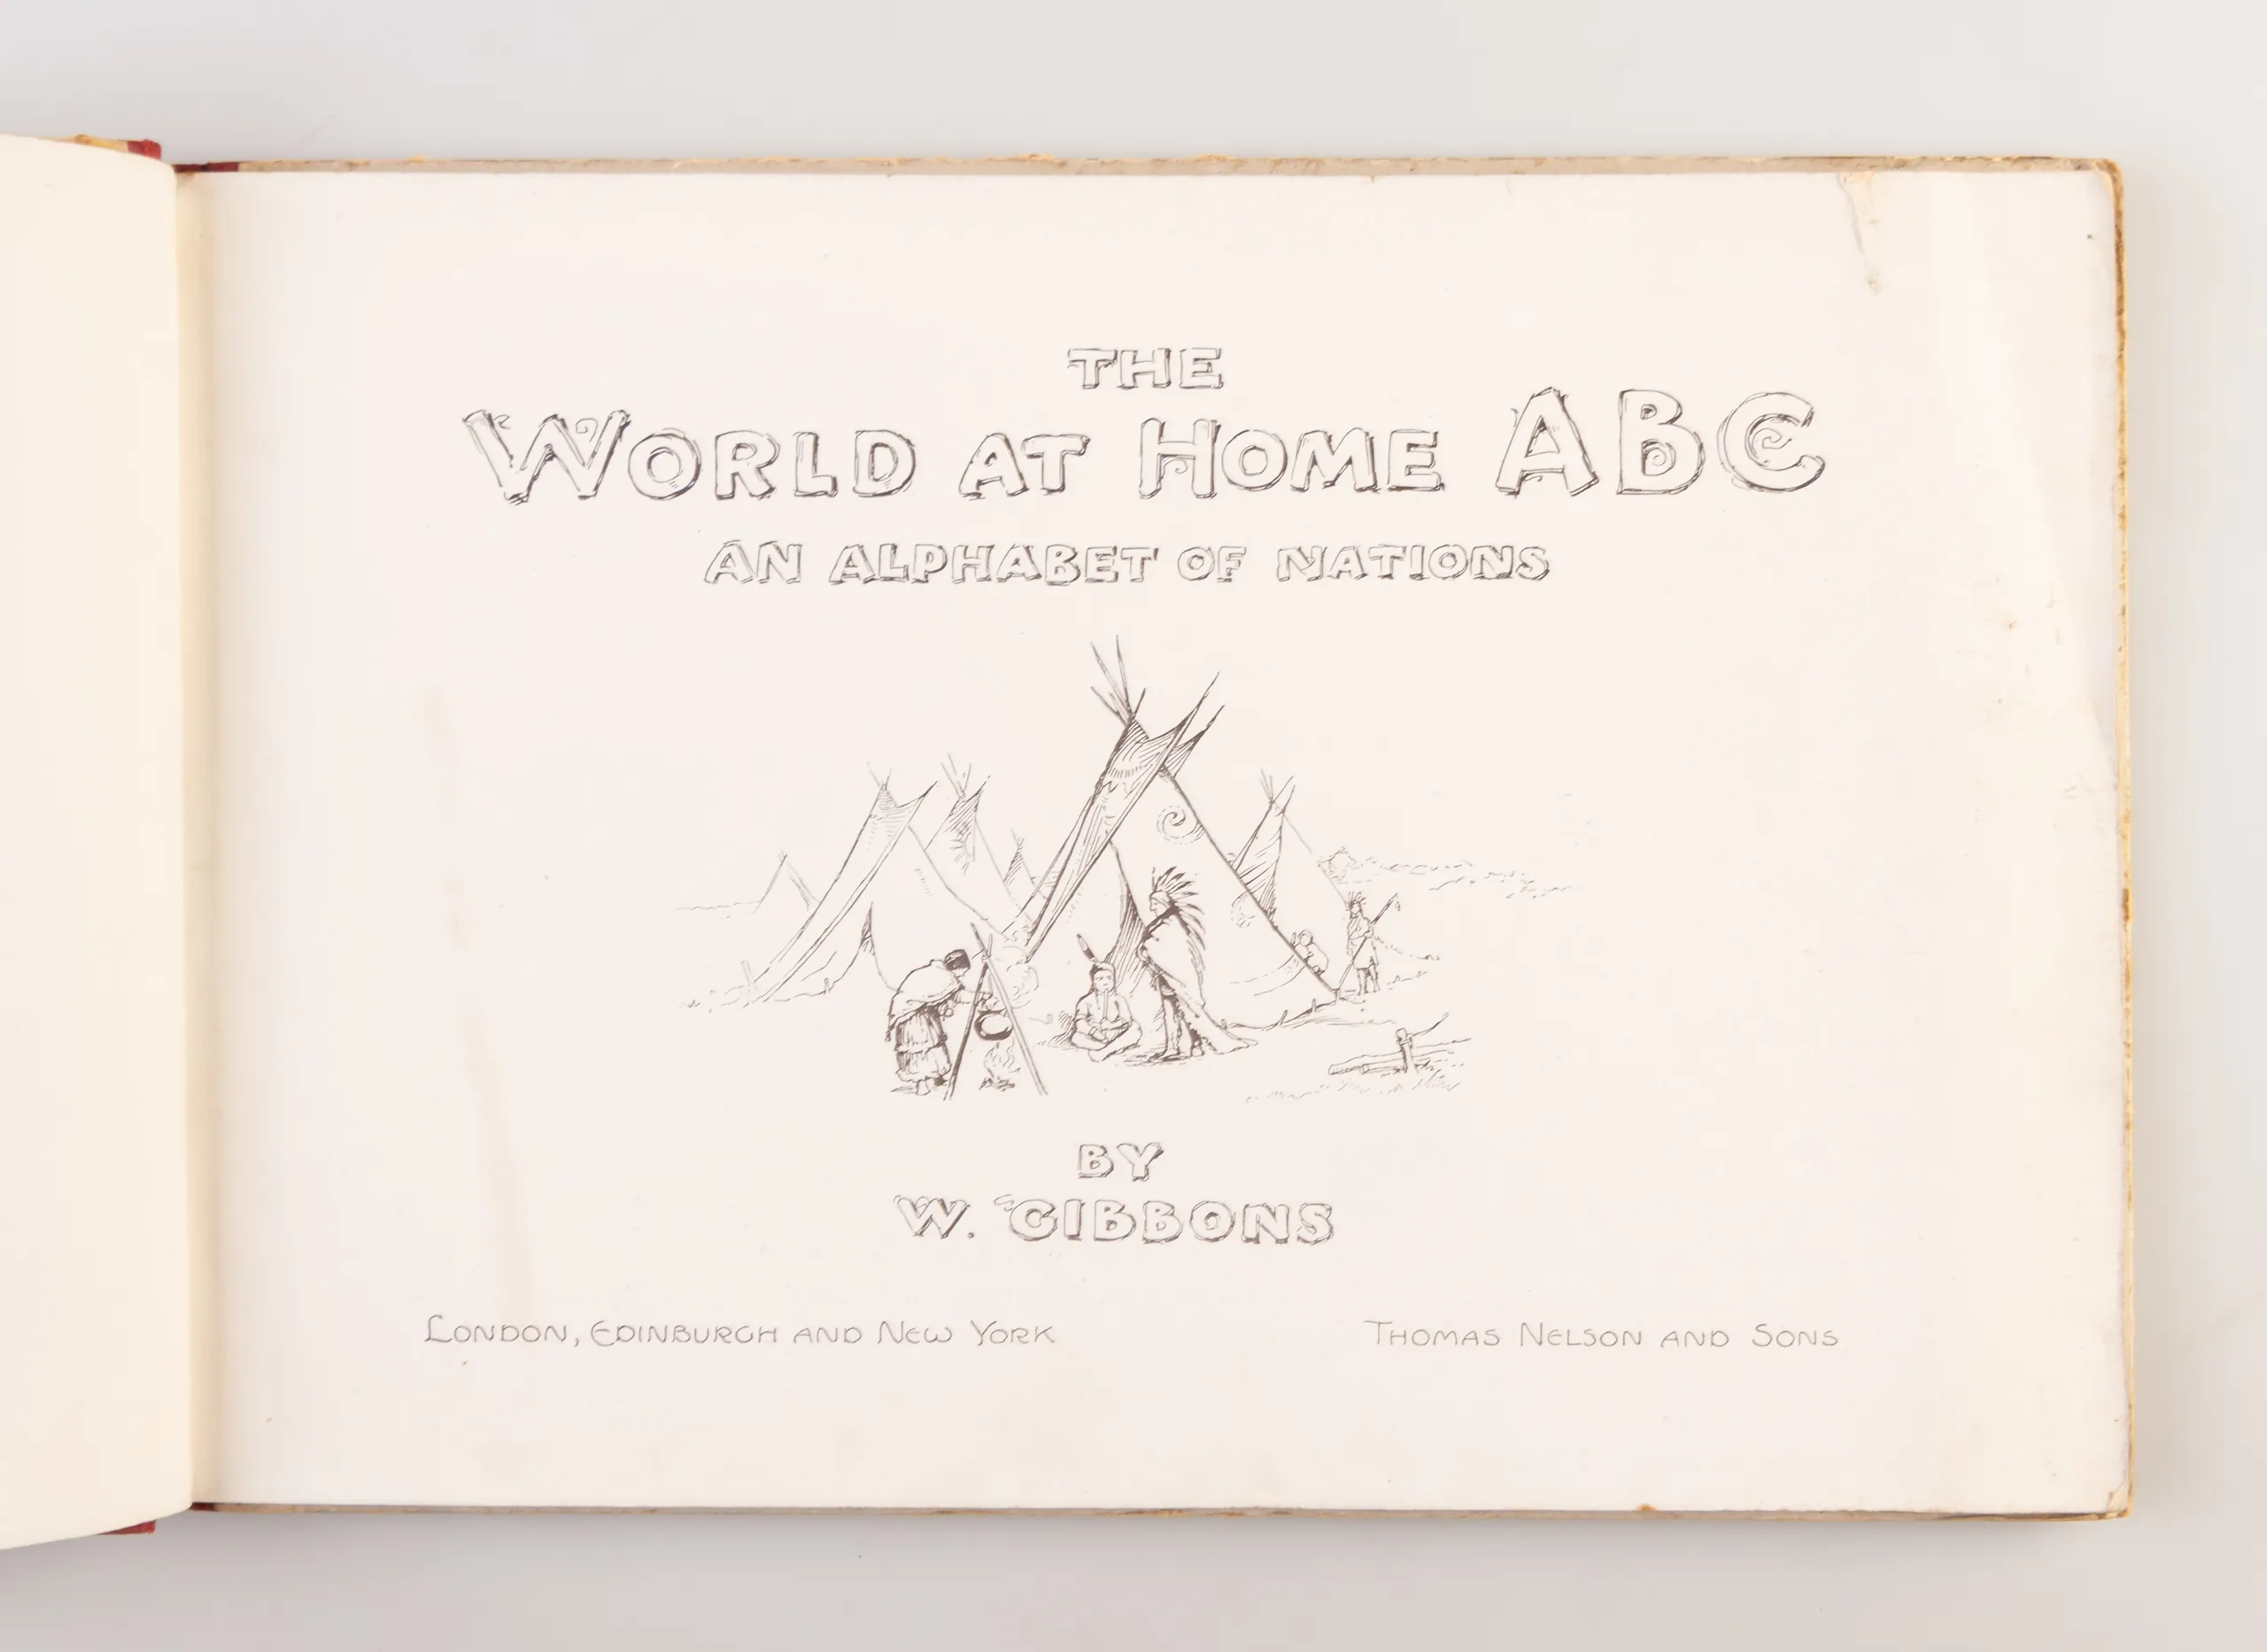 THE
WORLD AT HOME ABC
AN ALPHABET OF NATIONS
BY
W. GIBBONS
LONDON, EDINBURGH AND NEW YORK
THOMAS NELSON AND SONS